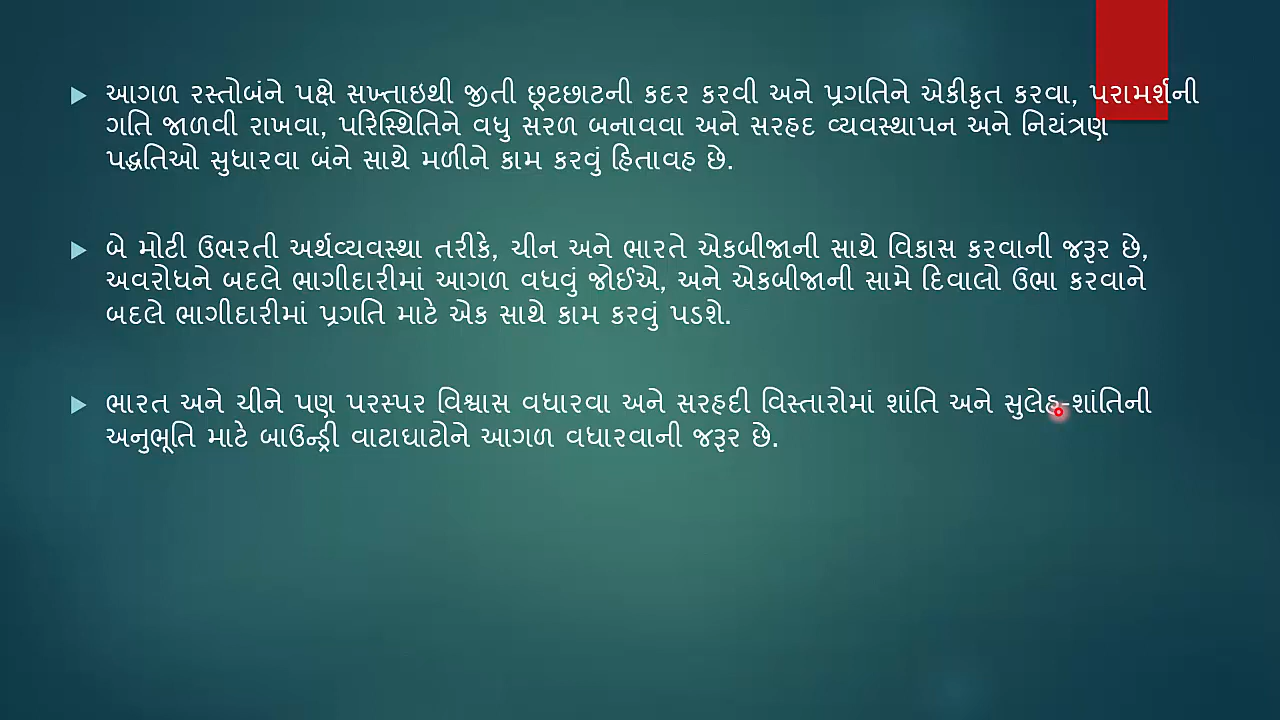 આગળ રસ્તોબંને પક્ષે સખ્તાઇથી જીતી છૂટછાટની કદર કરવી અને પ્રગતિને એકીકૃત કરવા, પરામર્શની
ગતિ જાળવી રાખવા, પરિસ્થિતિને વધુ સરળ બનાવવા અને સરહદ વ્યવસ્થાપન અને નિયંત્રણ
પદ્ધતિઓ સુધારવા બંને સાથે મળીને કામ કરવું હિતાવહ છે.
બે મોટી ઉભરતી અર્થવ્યવસ્થા તરીકે, ચીન અને ભારતે એકબીજાની સાથે વિકાસ કરવાની જરૂર છે,
અવરોધને બદલે ભાગીદારીમાં આગળ વધવું જોઈએ, અને એકબીજાની સામે દિવાલો ઉભા કરવાને
બદલે ભાગીદારીમાં પ્રગતિ માટે એક સાથે કામ કરવું પડશે.
ભારત અને ચીને પણ પરસ્પર વિશ્વાસ વધારવા અને સરહદી વિસ્તારોમાં શાંતિ અને સુલેહ-શાંતિની
અનુભૂતિ માટે બાઉન્ડ્રી વાટાઘાટોને આગળ વધારવાની જરૂર છે.